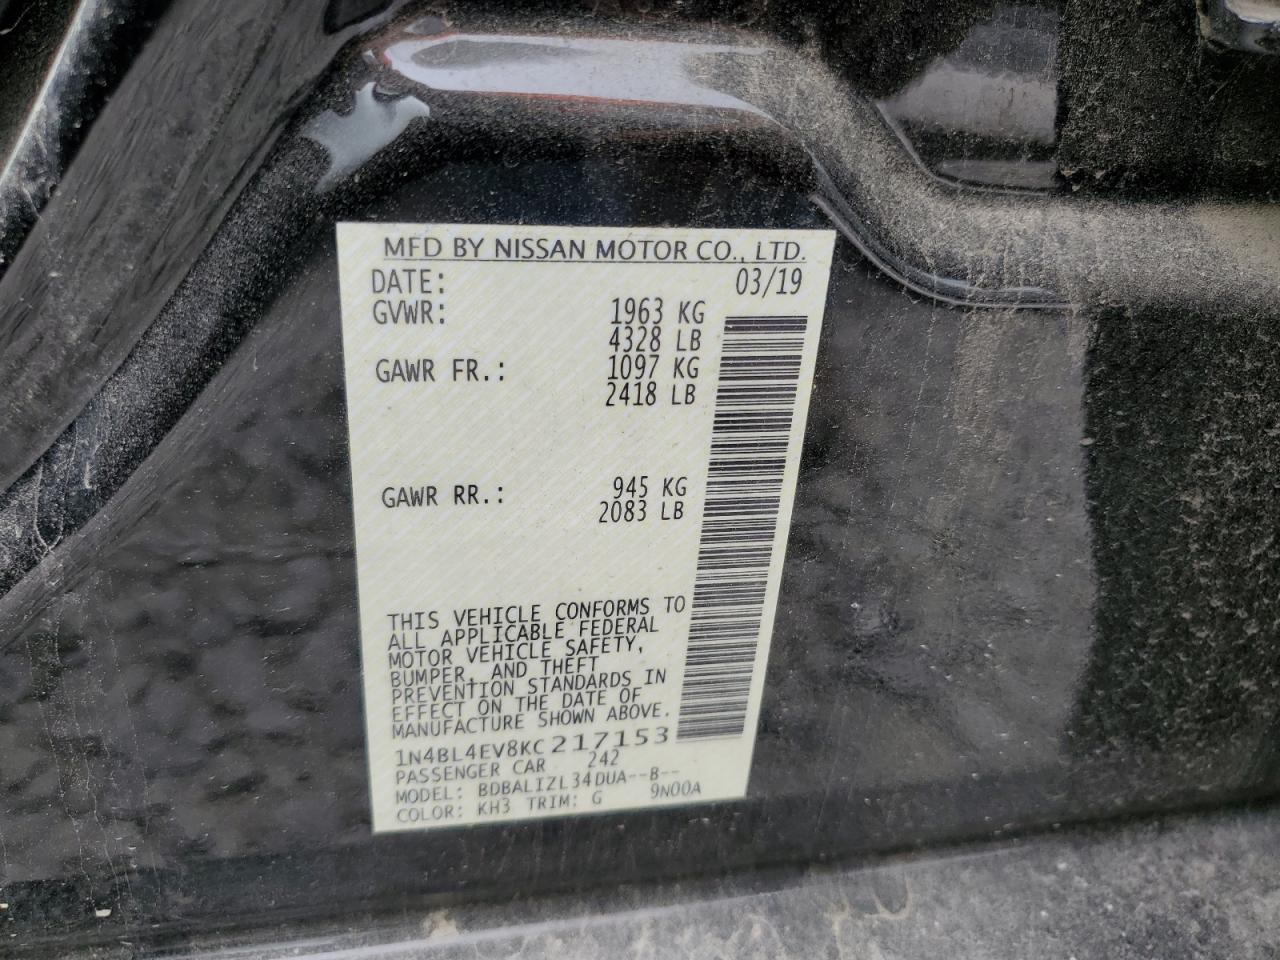 MFD BY NISSAN MOTOR CO., LTD.
DATE: 03/19
GVWR: 1963 KG
4328 LB
GAWR FR.: 1097 KG
2418 LB
GAWR RR.: 945 KG
2083 LB
THIS VEHICLE CONFORMS TO
ALL APPLICABLE FEDERAL
MOTOR VEHICLE SAFETY,
BUMPER, AND THEFT
PREVENTION STANDARDS IN
EFFECT ON THE DATE OF
MANUFACTURE SHOWN ABOVE.
1N4BL4EV8KC217153
PASSENGER CAR 242
MODEL: BDBALIZL34DUA--B--
COLOR: KH3 TRIM: G 9N00A